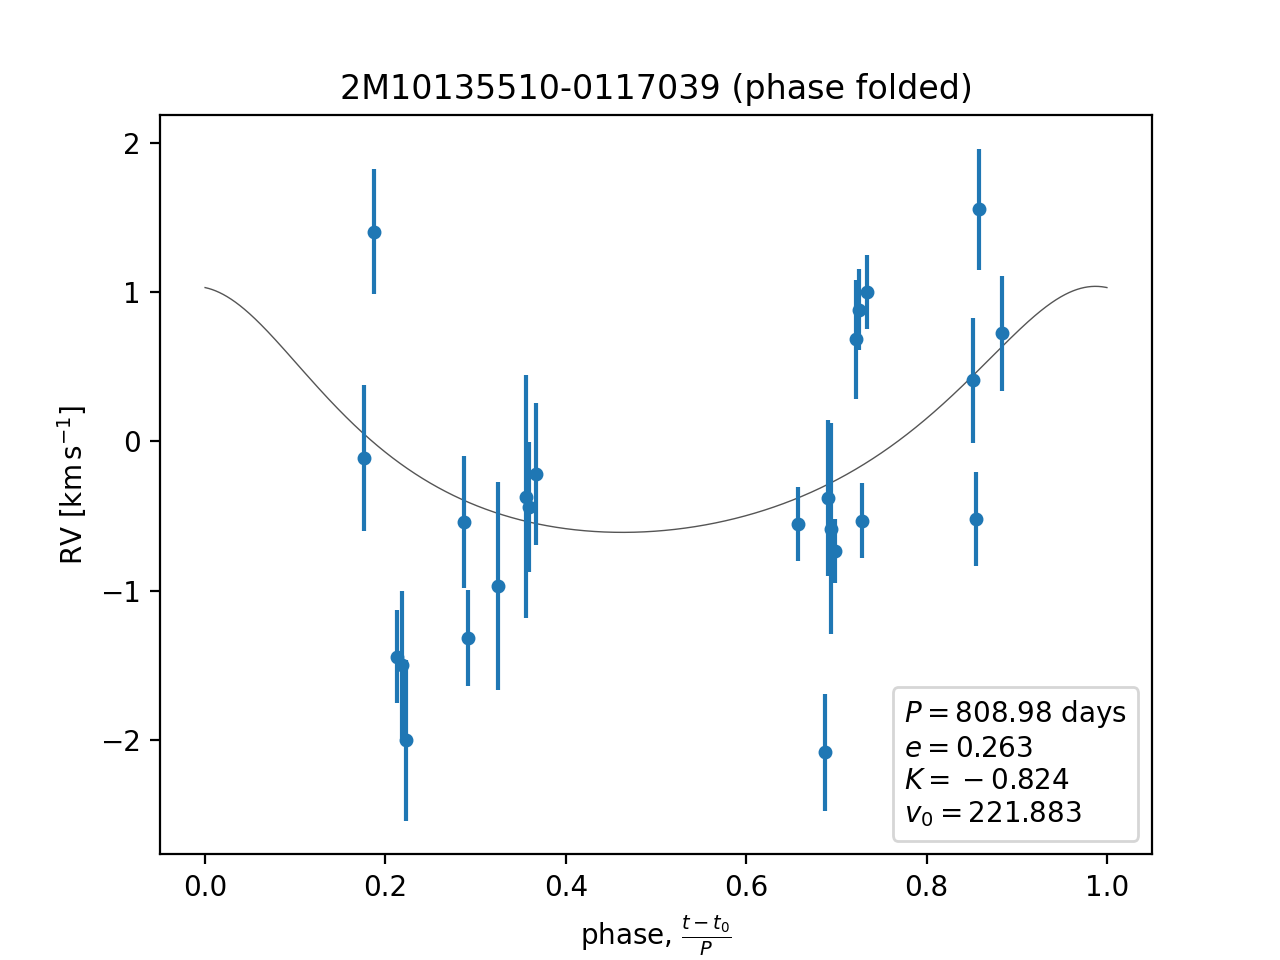 2M10135510-0117039 (phase folded)
RV [km s⁻¹]
2
1
0
−1
−2
P = 808.98 days
e = 0.263
K = −0.824
v₀ = 221.883
0.0 0.2 0.4 0.6 0.8 1.0
phase, (t − t₀)/P